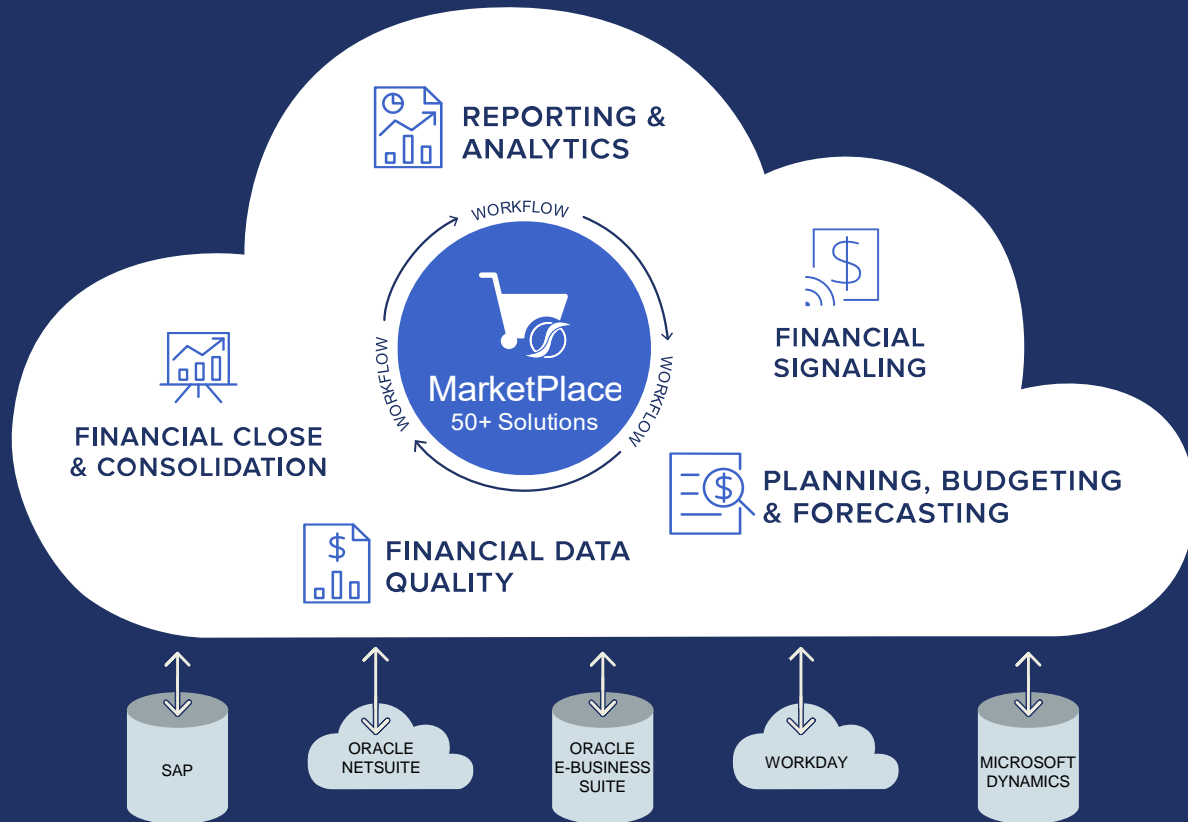 REPORTING &
ANALYTICS
WORKFLOW
WORKFLOW
WORKFLOW
MarketPlace
50+ Solutions
FINANCIAL
SIGNALING
FINANCIAL CLOSE
& CONSOLIDATION
PLANNING, BUDGETING
& FORECASTING
FINANCIAL DATA
QUALITY
SAP
ORACLE
NETSUITE
ORACLE
E-BUSINESS
SUITE
WORKDAY
MICROSOFT
DYNAMICS